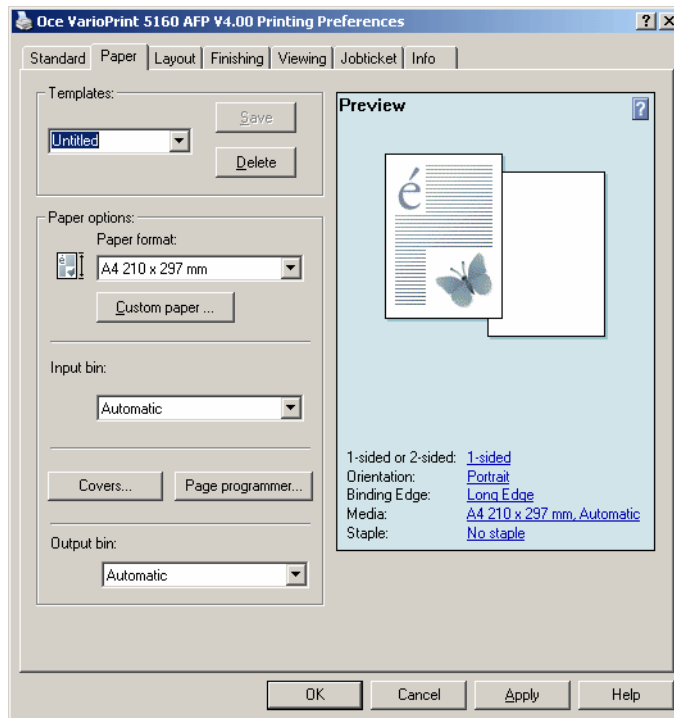 Oce VarioPrint 5160 AFP V4.00 Printing Preferences
Standard Paper Layout Finishing Viewing Jobticket Info
Templates:
Untitled
Save
Delete
Paper options:
Paper format:
A4 210 x 297 mm
Custom paper ...
Input bin:
Automatic
Covers... Page programmer...
Output bin:
Automatic
Preview
é
1-sided or 2-sided: 1-sided
Orientation: Portrait
Binding Edge: Long Edge
Media: A4 210 x 297 mm, Automatic
Staple: No staple
OK Cancel Apply Help